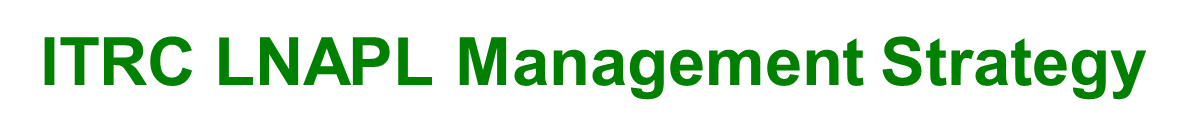 ITRC LNAPL Management Strategy